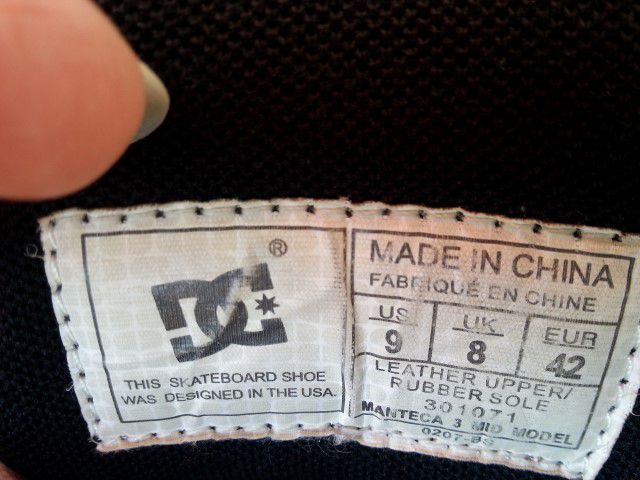 DC ®
THIS SKATEBOARD SHOE
WAS DESIGNED IN THE USA.
MADE IN CHINA
FABRIQUÉ EN CHINE
US UK EUR
9 8 42
LEATHER UPPER/
RUBBER SOLE
301071
MANTECA 3 MID MODEL